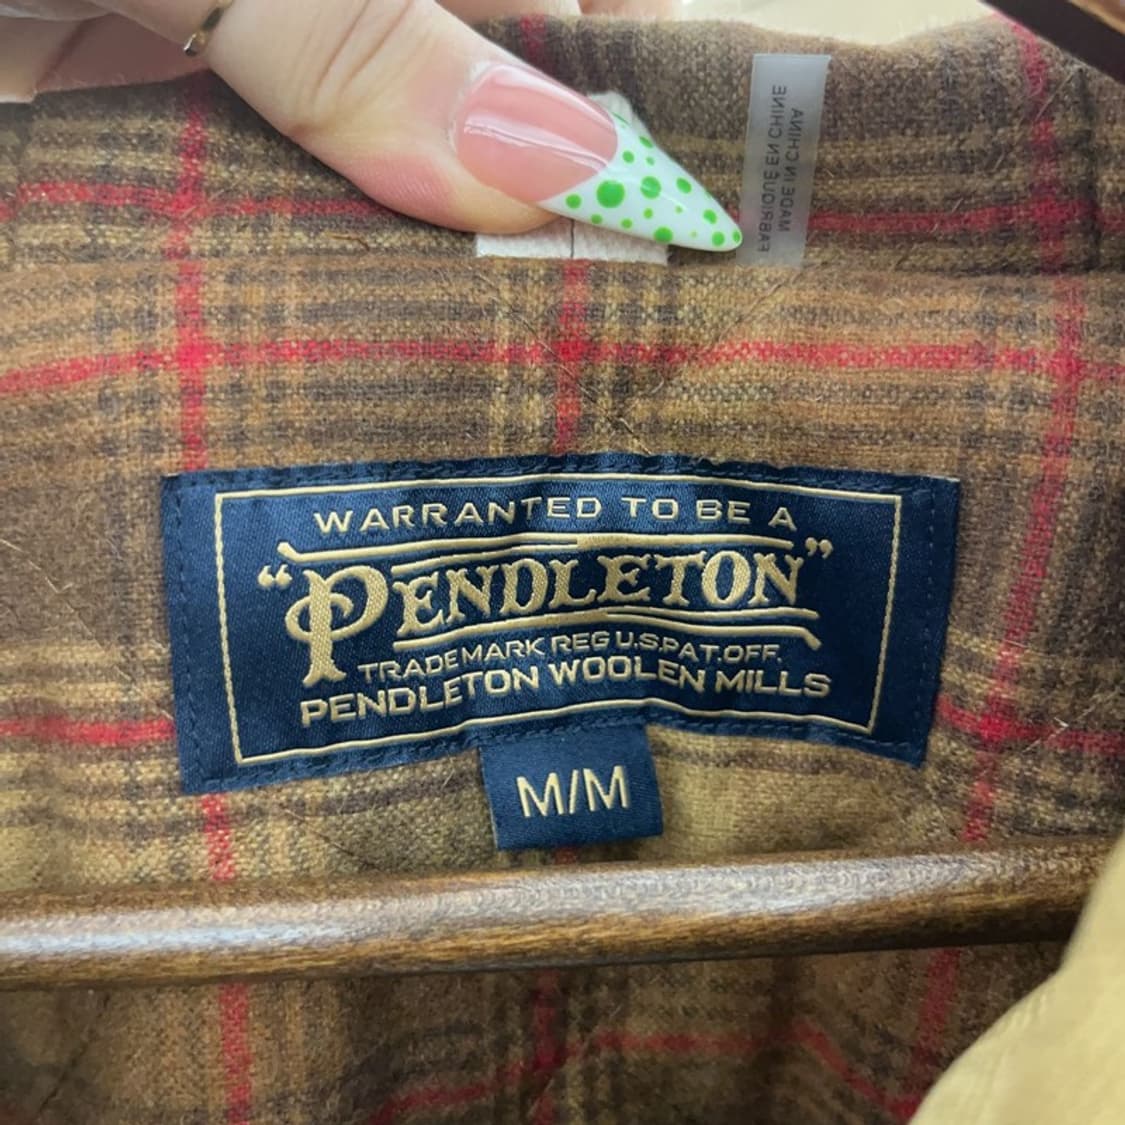 FABRIQUÉ EN CHINE
MADE IN CHINA
WARRANTED TO BE A
"PENDLETON"
TRADEMARK REG U.S.PAT.OFF.
PENDLETON WOOLEN MILLS
M/M